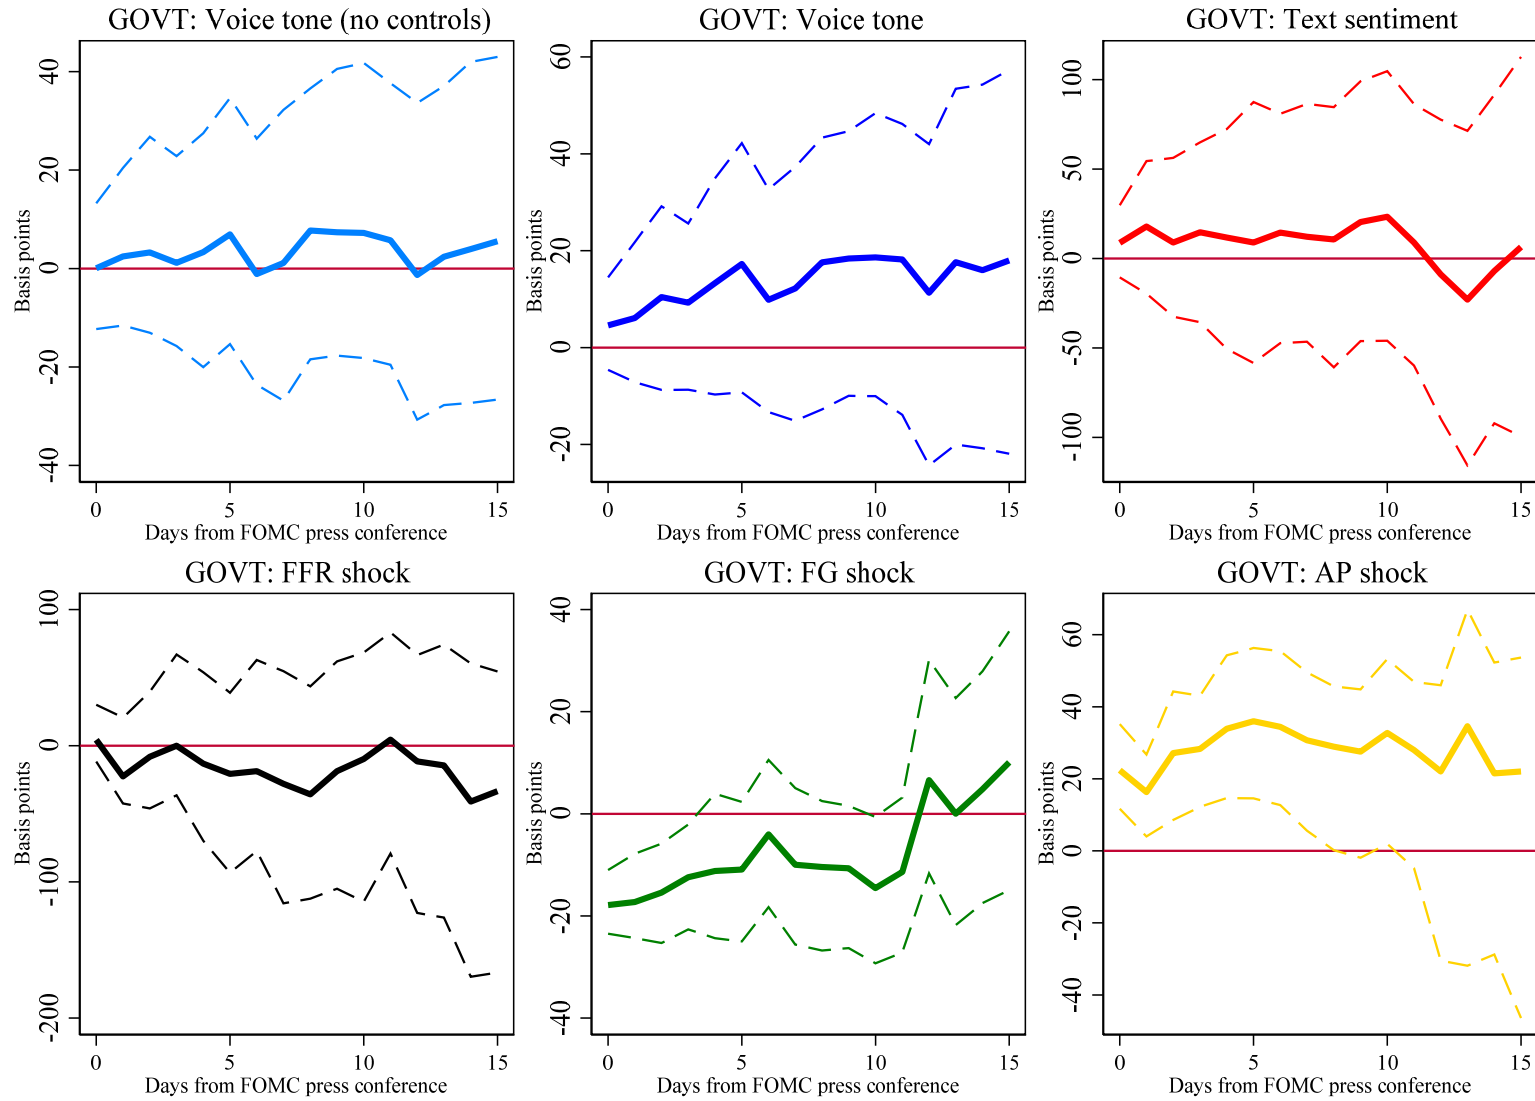 GOVT: Voice tone (no controls)
40
20
0
-20
-40
Basis points
0 5 10 15
Days from FOMC press conference
GOVT: Voice tone
60
40
20
0
-20
Basis points
0 5 10 15
Days from FOMC press conference
GOVT: Text sentiment
100
50
0
-50
-100
Basis points
0 5 10 15
Days from FOMC press conference
GOVT: FFR shock
100
0
-100
-200
Basis points
0 5 10 15
Days from FOMC press conference
GOVT: FG shock
40
20
0
-20
-40
Basis points
0 5 10 15
Days from FOMC press conference
GOVT: AP shock
60
40
20
0
-20
-40
Basis points
0 5 10 15
Days from FOMC press conference